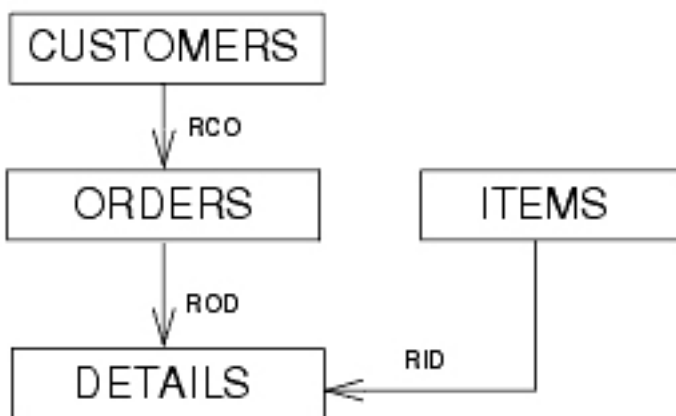 CUSTOMERS
RCO
ORDERS
ITEMS
ROD
RID
DETAILS